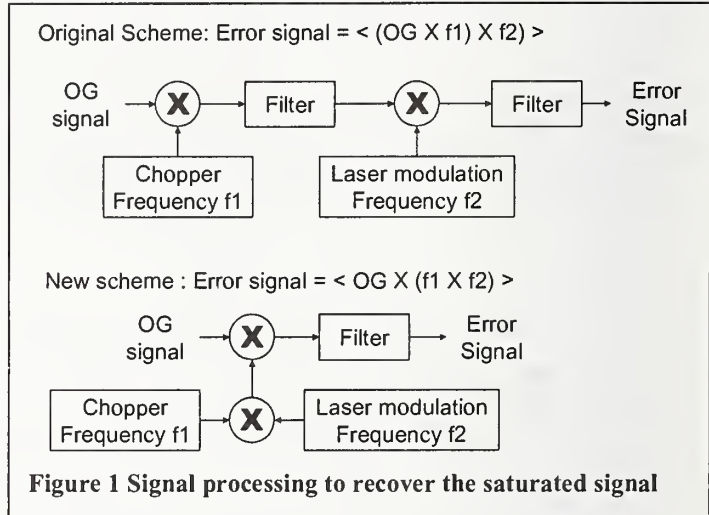 Original Scheme: Error signal = < (OG X f1) X f2) >
OG
signal
X
Filter
X
Filter
Error
Signal
Chopper
Frequency f1
Laser modulation
Frequency f2
New scheme : Error signal = < OG X (f1 X f2) >
OG
signal
X
Filter
Error
Signal
Chopper
Frequency f1
X
Laser modulation
Frequency f2
Figure 1 Signal processing to recover the saturated signal